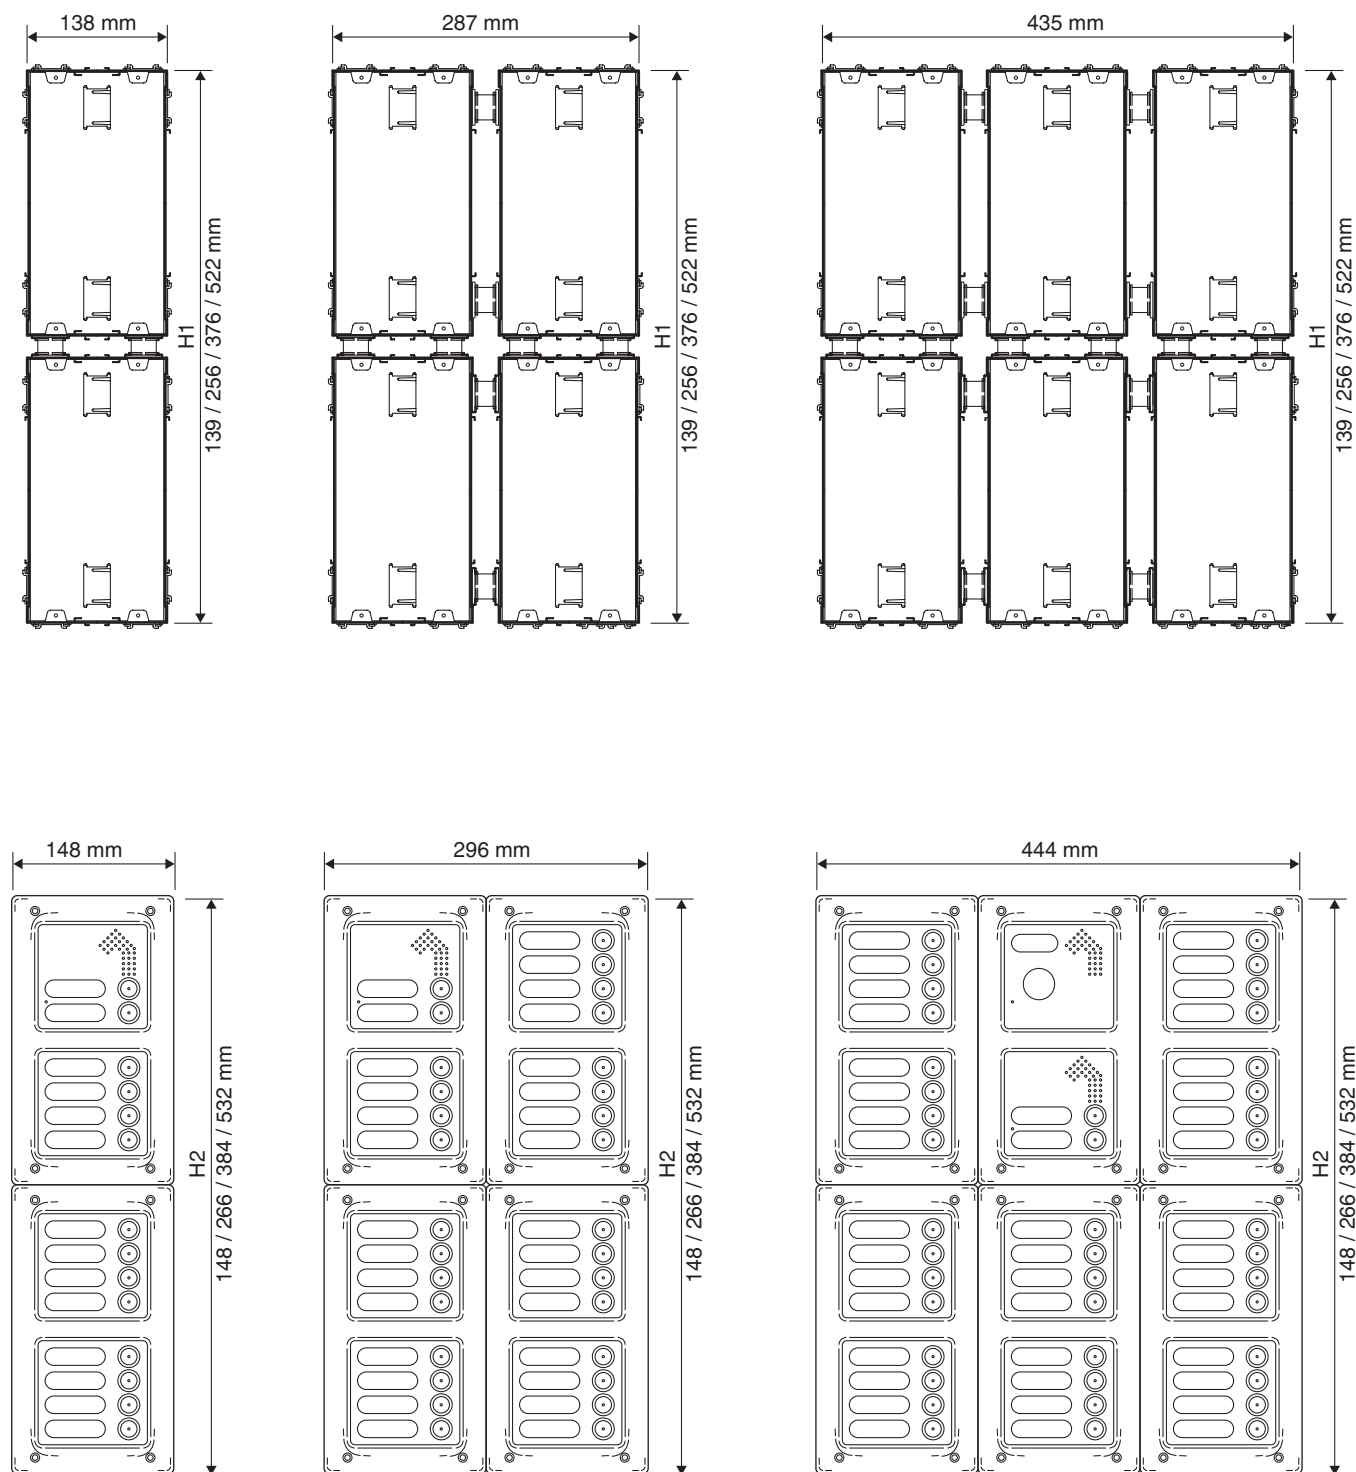 138 mm
287 mm
435 mm
H1
139 / 256 / 376 / 522 mm
H1
139 / 256 / 376 / 522 mm
H1
139 / 256 / 376 / 522 mm
148 mm
296 mm
444 mm
H2
148 / 266 / 384 / 532 mm
H2
148 / 266 / 384 / 532 mm
H2
148 / 266 / 384 / 532 mm